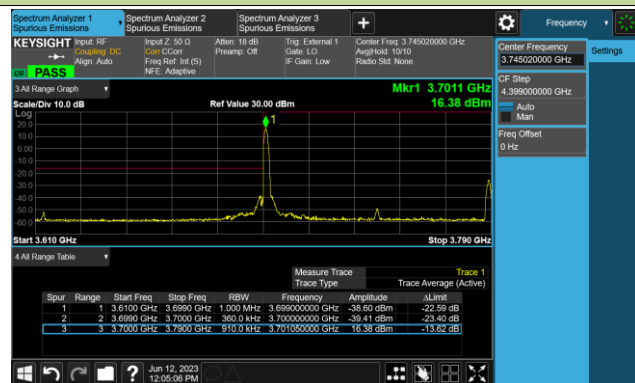 Spectrum Analyzer 1
Spurious Emissions
Spectrum Analyzer 2
Spurious Emissions
Spectrum Analyzer 3
Spurious Emissions
+
Frequency
KEYSIGHT
Input: RF
Coupling: DC
Align: Auto
Input Z: 50 Ω
Corr CCorr
Freq Ref: Int (S)
NFE: Adaptive
Atten: 18 dB
Preamp: Off
Trig: External 1
Gate: LO
IF Gain: Low
Center Freq: 3.745020000 GHz
Avg|Hold: 10/10
Radio Std: None
PASS
Center Frequency
3.745020000 GHz
Settings
CF Step
4.399000000 GHz
Auto
Man
Freq Offset
0 Hz
3 All Range Graph
Mkr1 3.7011 GHz
Scale/Div 10.0 dB
Ref Value 30.00 dBm
16.38 dBm
Log
20.0
10.0
0.00
-10.0
-20.0
-30.0
-40.0
-50.0
-60.0
1
Start 3.610 GHz
Stop 3.790 GHz
4 All Range Table
Measure Trace Trace 1
Trace Type Trace Average (Active)
Spur Range Start Freq Stop Freq RBW Frequency Amplitude ΔLimit
1 1 3.6100 GHz 3.6990 GHz 1.000 MHz 3.699000000 GHz -38.60 dBm -22.59 dB
2 2 3.6990 GHz 3.7000 GHz 360.0 kHz 3.700000000 GHz -39.41 dBm -23.40 dB
3 3 3.7000 GHz 3.7900 GHz 910.0 kHz 3.701050000 GHz 16.38 dBm -13.62 dB
?
Jun 12, 2023
12:05:06 PM